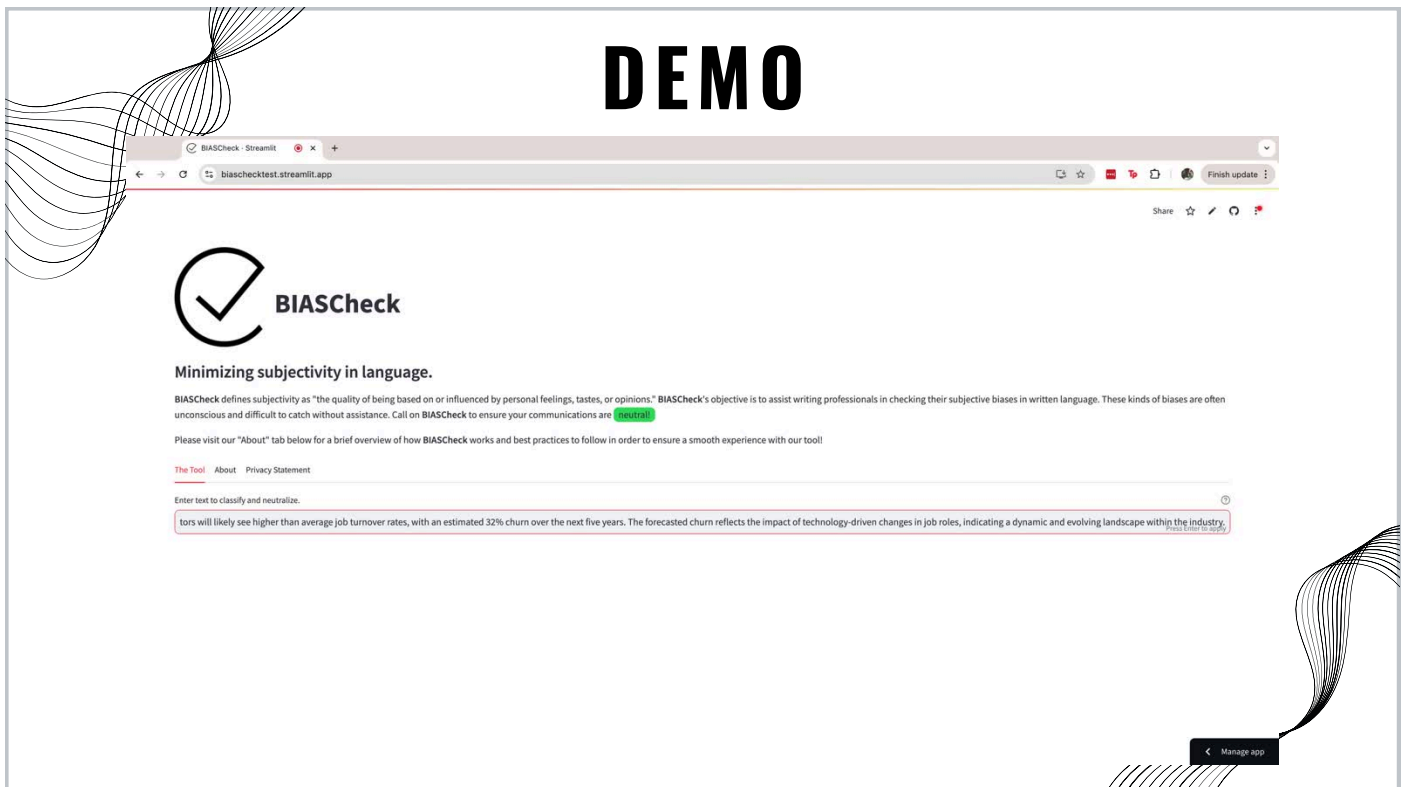 DEMO
BIASCheck · Streamlit
biaschecktest.streamlit.app
Tp
Finish update
Share
BIASCheck
Minimizing subjectivity in language.
BIASCheck defines subjectivity as "the quality of being based on or influenced by personal feelings, tastes, or opinions." BIASCheck's objective is to assist writing professionals in checking their subjective biases in written language. These kinds of biases are often
unconscious and difficult to catch without assistance. Call on BIASCheck to ensure your communications are neutral!
Please visit our "About" tab below for a brief overview of how BIASCheck works and best practices to follow in order to ensure a smooth experience with our tool!
The Tool About Privacy Statement
Enter text to classify and neutralize.
tors will likely see higher than average job turnover rates, with an estimated 32% churn over the next five years. The forecasted churn reflects the impact of technology-driven changes in job roles, indicating a dynamic and evolving landscape within the industry.
Press Enter to apply
Manage app